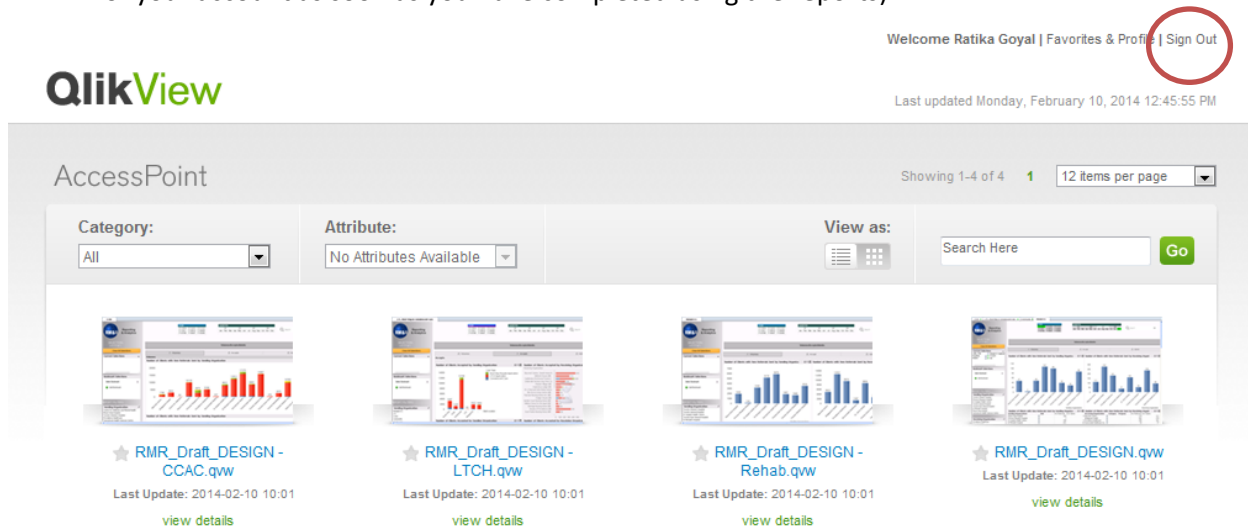 Welcome Ratika Goyal | Favorites & Profile | Sign Out
QlikView
Last updated Monday, February 10, 2014 12:45:55 PM
AccessPoint
Showing 1-4 of 4 1 12 items per page
Category: Attribute: View as:
All No Attributes Available Search Here Go
RMR_Draft_DESIGN - CCAC.qvw
Last Update: 2014-02-10 10:01
view details
RMR_Draft_DESIGN - LTCH.qvw
Last Update: 2014-02-10 10:01
view details
RMR_Draft_DESIGN - Rehab.qvw
Last Update: 2014-02-10 10:01
view details
RMR_Draft_DESIGN.qvw
Last Update: 2014-02-10 10:01
view details